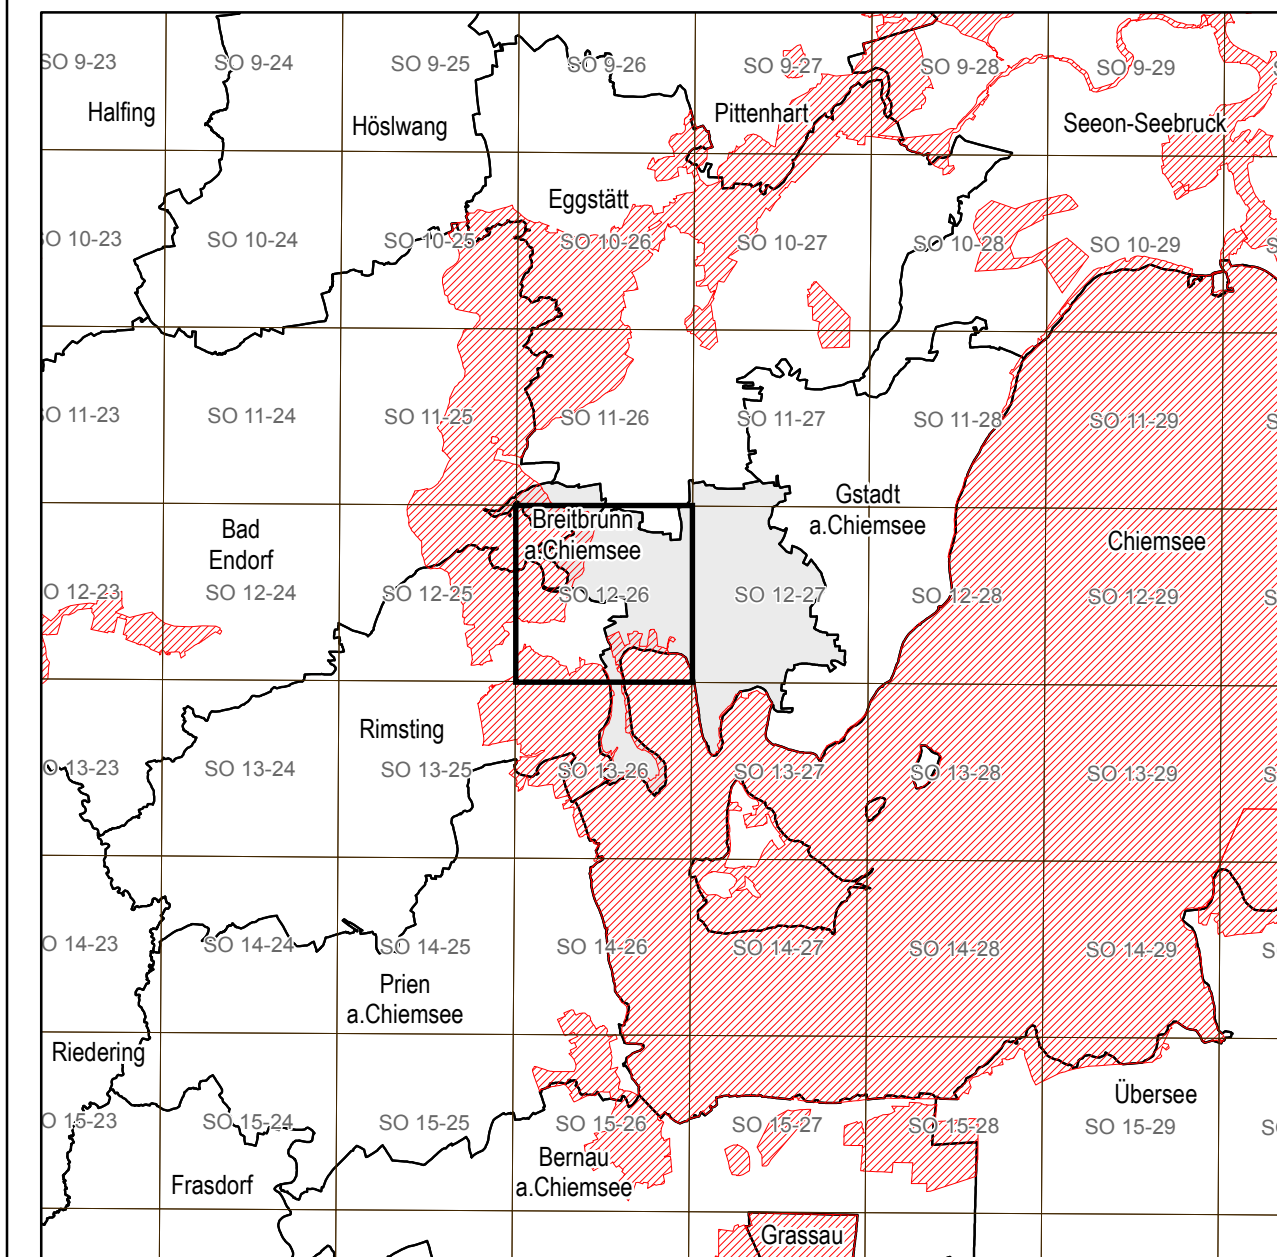 SO 9-23
SO 9-24
SO 9-25
SO 9-26
SO 9-27
SO 9-28
SO 9-29
Halfing
Höslwang
Pittenhart
Seeon-Seebruck
Eggstätt
SO 10-23
SO 10-24
SO 10-25
SO 10-26
SO 10-27
SO 10-28
SO 10-29
S
SO 11-23
SO 11-24
SO 11-25
SO 11-26
SO 11-27
SO 11-28
SO 11-29
S
Gstadt
a.Chiemsee
Breitbrunn
a.Chiemsee
Bad
Endorf
Chiemsee
O 12-23
SO 12-24
SO 12-25
SO 12-26
SO 12-27
SO 12-28
SO 12-29
S
Rimsting
O 13-23
SO 13-24
SO 13-25
SO 13-26
SO 13-27
SO 13-28
SO 13-29
S
O 14-23
SO 14-24
SO 14-25
SO 14-26
SO 14-27
SO 14-28
SO 14-29
S
Prien
a.Chiemsee
Riedering
Übersee
O 15-23
SO 15-24
SO 15-25
SO 15-26
SO 15-27
SO 15-28
SO 15-29
S
Bernau
a.Chiemsee
Frasdorf
Grassau